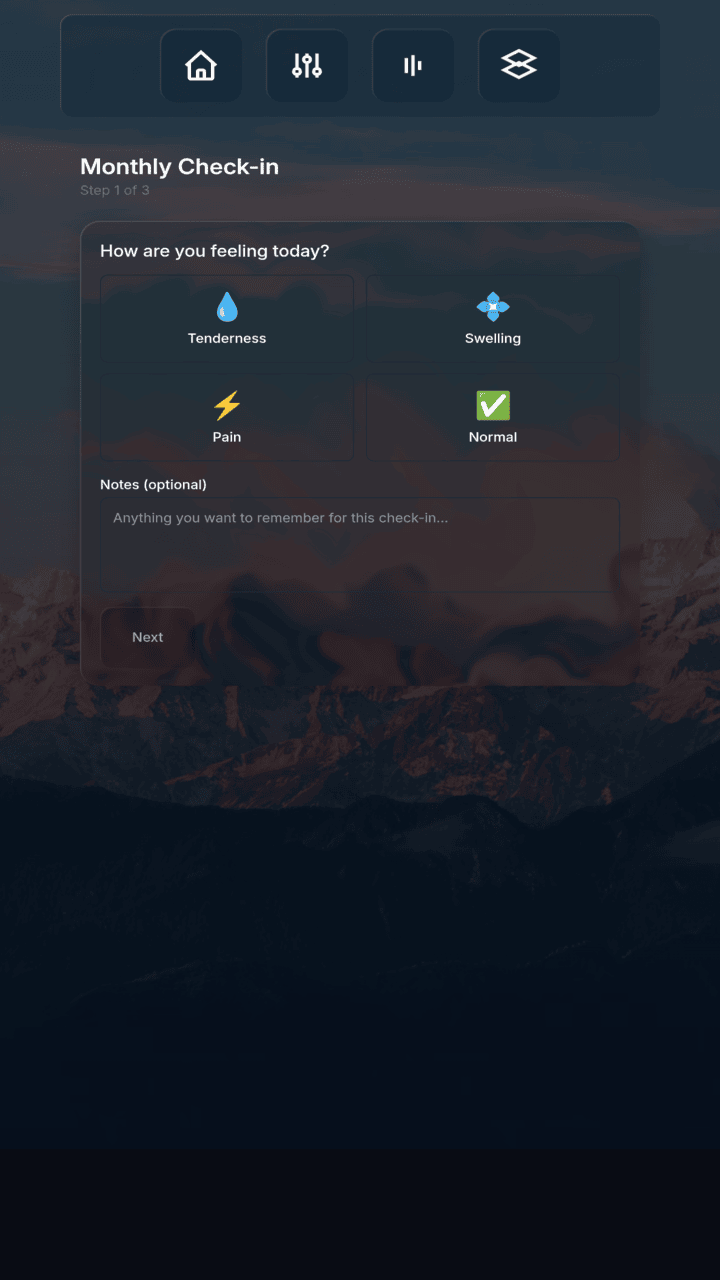 Monthly Check-in
Step 1 of 3
How are you feeling today?
Tenderness
Swelling
Pain
Normal
Notes (optional)
Anything you want to remember for this check-in...
Next